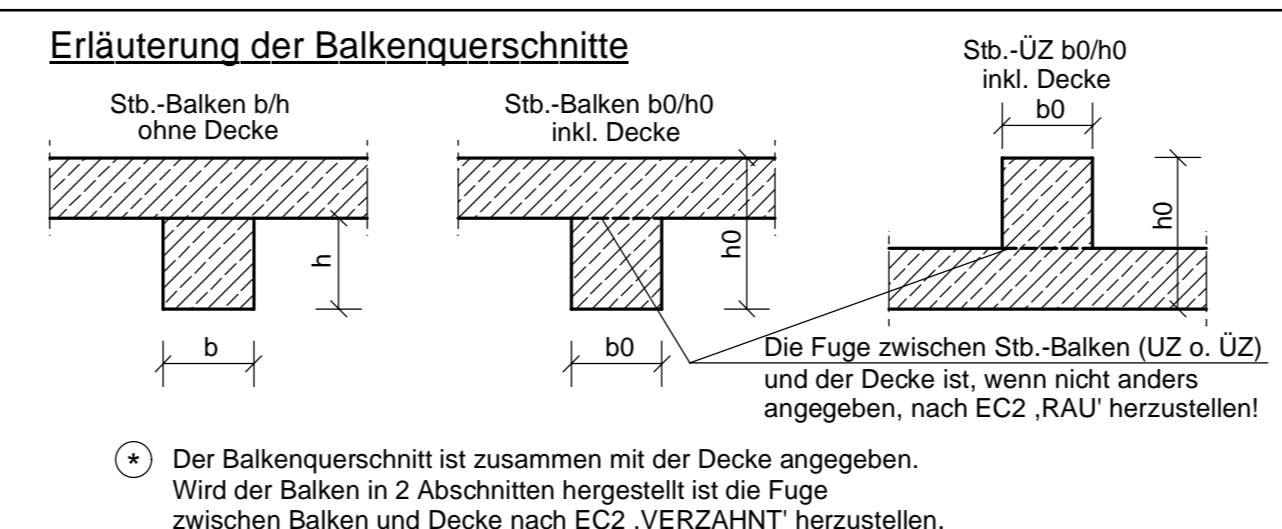 Erläuterung der Balkenquerschnitte
Stb.-Balken b/h
ohne Decke
h
b
Stb.-Balken b0/h0
inkl. Decke
h0
b0
Stb.-ÜZ b0/h0
inkl. Decke
b0
h0
Die Fuge zwischen Stb.-Balken (UZ o. ÜZ)
und der Decke ist, wenn nicht anders
angegeben, nach EC2 ‚RAU' herzustellen!
* Der Balkenquerschnitt ist zusammen mit der Decke angegeben.
Wird der Balken in 2 Abschnitten hergestellt ist die Fuge
zwischen Balken und Decke nach EC2 ‚VERZAHNT' herzustellen.